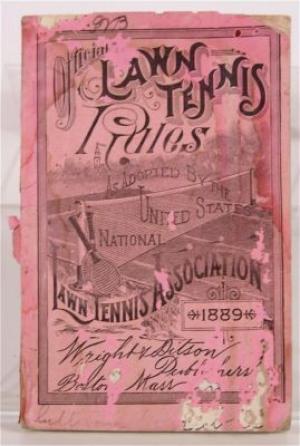 Official
LAWN
TENNIS
Rules
AS ADOPTED BY THE
UNITED STATES
NATIONAL
LAWN TENNIS ASSOCIATION
1889
Wright & Ditson
Publishers
Boston Mass